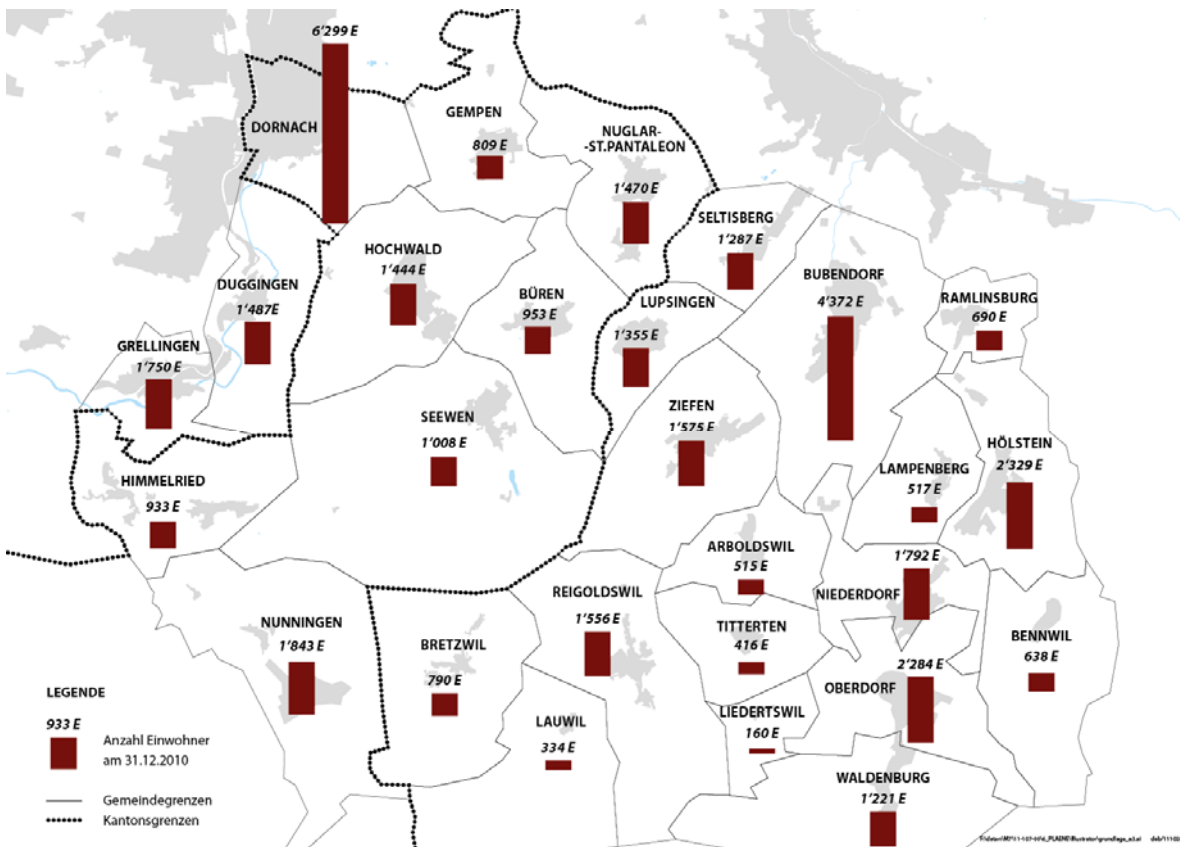 6'299 E
DORNACH
GEMPEN
809 E
NUGLAR-
-ST.PANTALEON
1'470 E
SELTISBERG
1'287 E
HOCHWALD
1'444 E
DUGGINGEN
1'487E
BÜREN
953 E
LUPSINGEN
1'355 E
BUBENDORF
4'372 E
RAMLINSBURG
690 E
GRELLINGEN
1'750 E
SEEWEN
1'008 E
ZIEFEN
1'575 E
HÖLSTEIN
2'329 E
LAMPENBERG
517 E
HIMMELRIED
933 E
ARBOLDSWIL
515 E
1'792 E
NIEDERDORF
REIGOLDSWIL
1'556 E
NUNNINGEN
1'843 E
BRETZWIL
790 E
TITTERTEN
416 E
BENNWIL
638 E
2'284 E
OBERDORF
LIEDERTSWIL
160 E
LAUWIL
334 E
WALDENBURG
1'221 E
LEGENDE
933 E
Anzahl Einwohner
am 31.12.2010
Gemeindegrenzen
Kantonsgrenzen